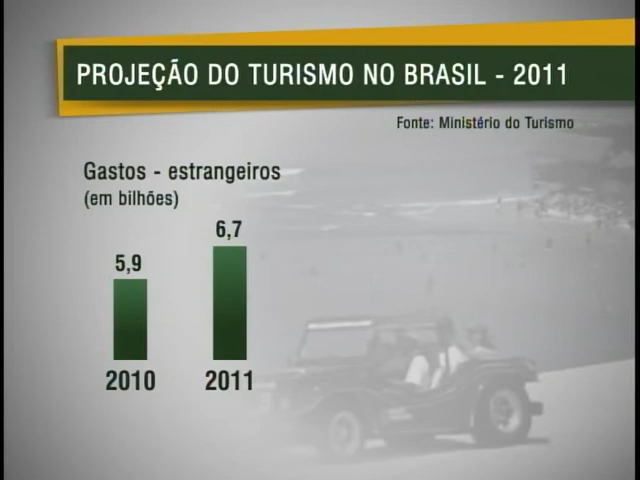 PROJEÇÃO DO TURISMO NO BRASIL - 2011
Fonte: Ministério do Turismo
Gastos - estrangeiros
(em bilhões)
5,9
6,7
2010
2011